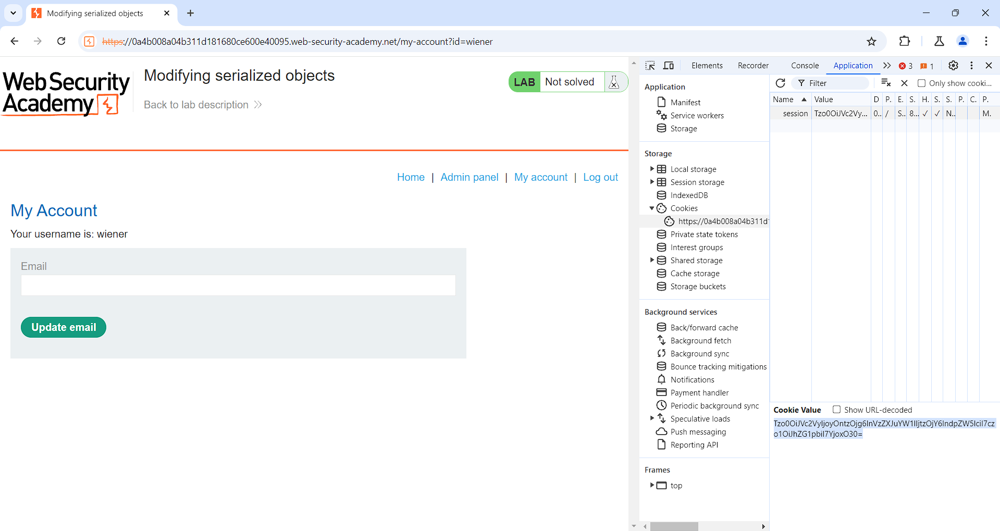 Modifying serialized objects
https://0a4b008a04b311d181680ce600e40095.web-security-academy.net/my-account?id=wiener
Web Security
Academy
Modifying serialized objects
Back to lab description
LAB Not solved
Home | Admin panel | My account | Log out
My Account
Your username is: wiener
Email
Update email
Elements Recorder Console Application 3 1
Application
Manifest
Service workers
Storage
Storage
Local storage
Session storage
IndexedDB
Cookies
https://0a4b008a04b311d1
Private state tokens
Interest groups
Shared storage
Cache storage
Storage buckets
Background services
Back/forward cache
Background fetch
Background sync
Bounce tracking mitigations
Notifications
Payment handler
Periodic background sync
Speculative loads
Push messaging
Reporting API
Frames
top
Filter Only show cooki...
Name Value D P. E. S. H. S. S. P. C. P.
session Tzo0OiJVc2Vy... 0.. / S.. 8... ✓ ✓ N.. M.
Cookie Value Show URL-decoded
Tzo0OiJVc2VyIjoyOntzOjg6InVzZXJuYW1lIjtzOjY6IndpZW5lciI7cz
o1OiJhZG1pbiI7YjoxO30=